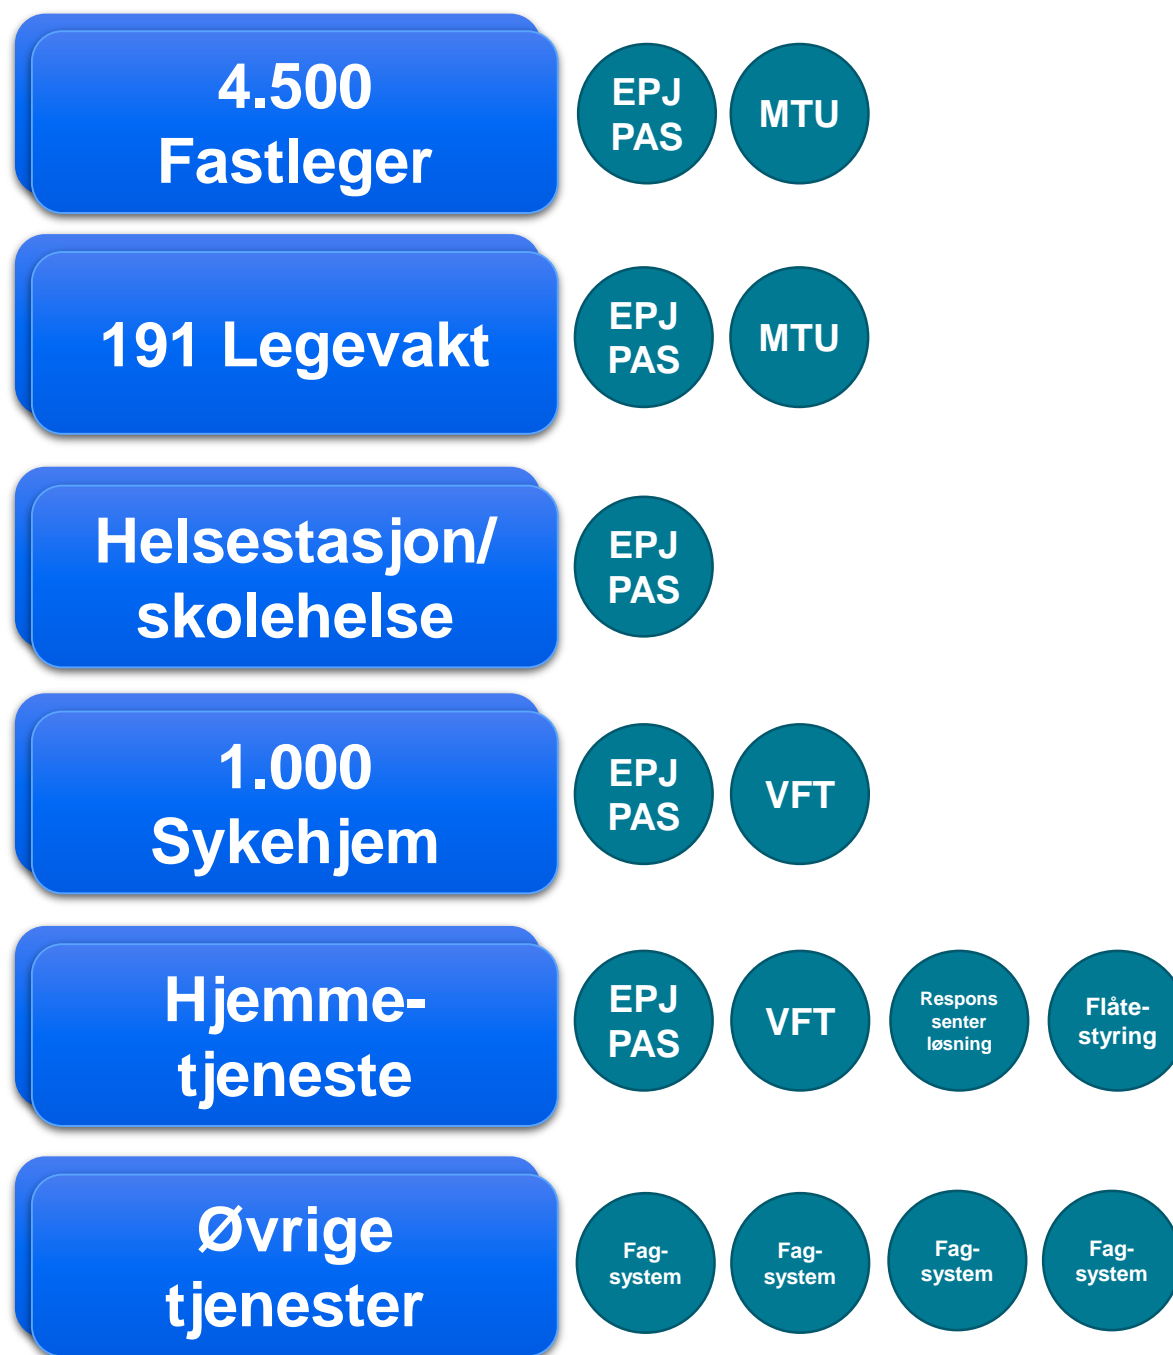 4.500
Fastleger
EPJ
PAS
MTU
191 Legevakt
EPJ
PAS
MTU
Helsestasjon/
skolehelse
EPJ
PAS
1.000
Sykehjem
EPJ
PAS
VFT
Hjemme-
tjeneste
EPJ
PAS
VFT
Respons
senter
løsning
Flåte-
styring
Øvrige
tjenester
Fag-
system
Fag-
system
Fag-
system
Fag-
system